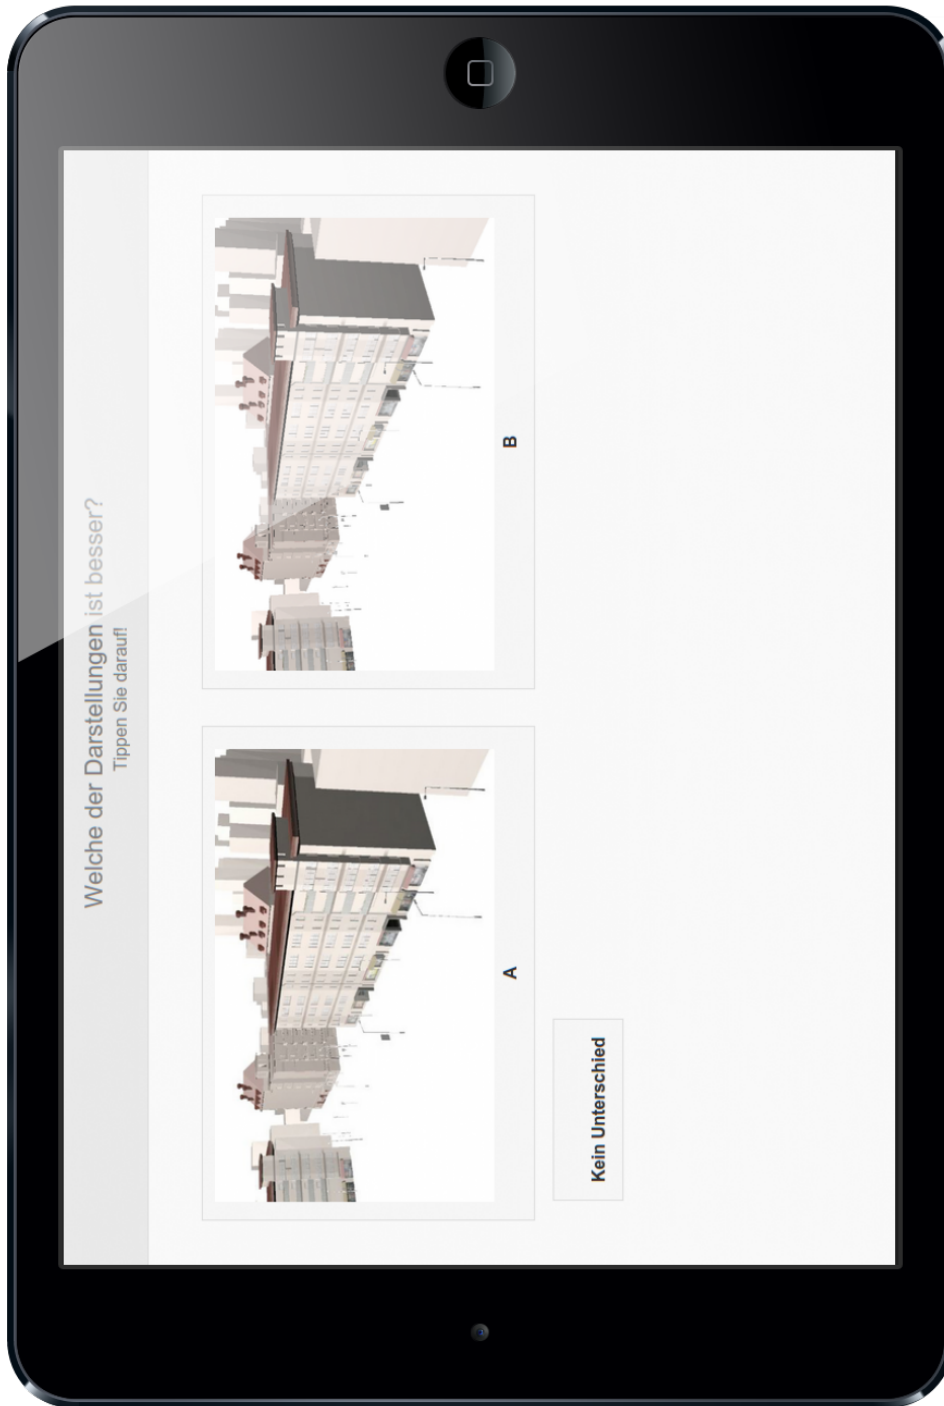 Welche der Darstellungen ist besser?
Tippen Sie darauf!
A
B
Kein Unterschied